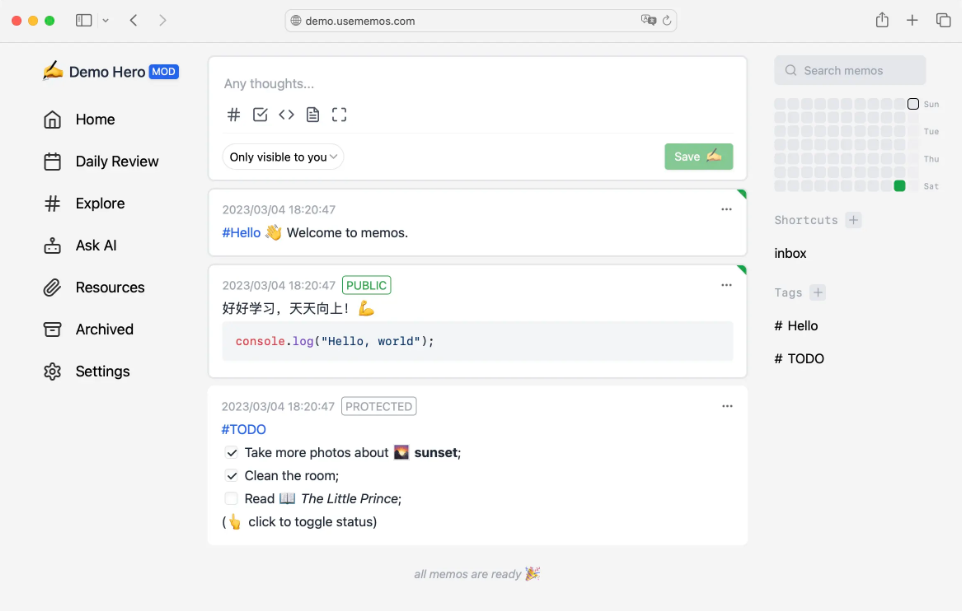 demo.usememos.com
Demo Hero MOD
Home
Daily Review
Explore
Ask AI
Resources
Archived
Settings
Any thoughts...
Only visible to you
Save ✍️
2023/03/04 18:20:47
#Hello 👋 Welcome to memos.
2023/03/04 18:20:47 PUBLIC
好好学习，天天向上！💪
console.log("Hello, world");
2023/03/04 18:20:47 PROTECTED
#TODO
Take more photos about 🌄 sunset;
Clean the room;
Read 📖 The Little Prince;
(👆 click to toggle status)
all memos are ready 🎉
Search memos
Sun
Tue
Thu
Sat
Shortcuts +
inbox
Tags +
# Hello
# TODO